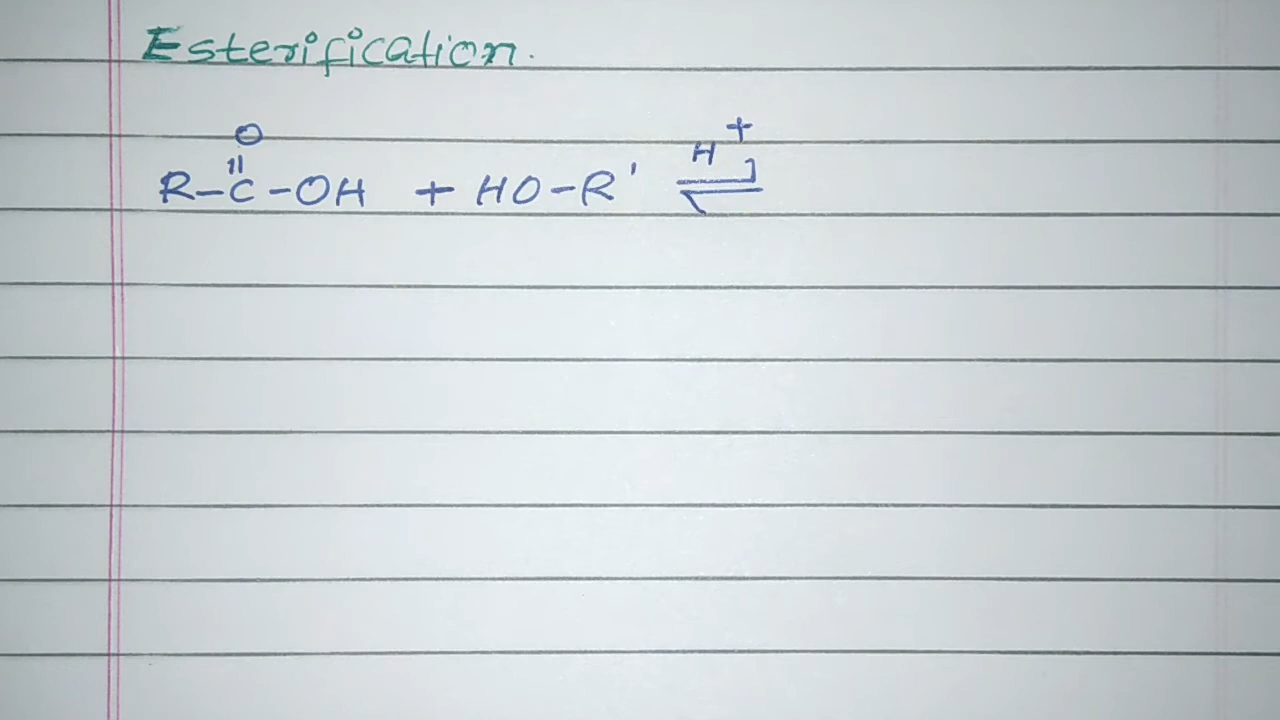 Esterification.
O
||
R-C-OH + HO-R' ⇌ H+